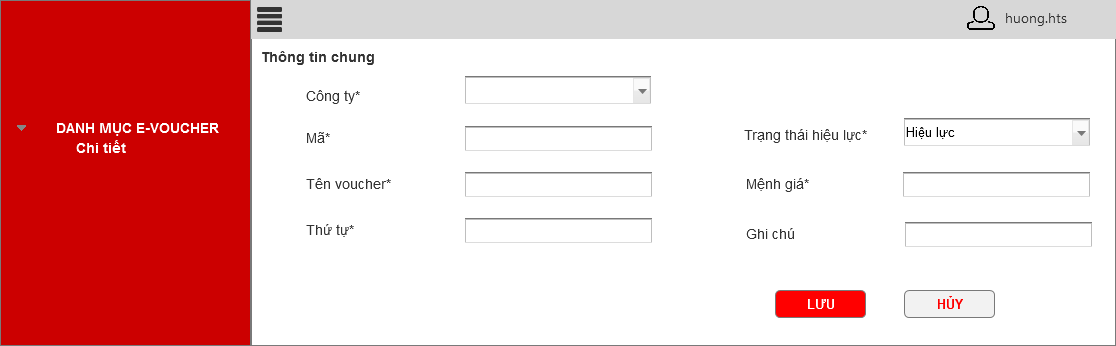 huong.hts
DANH MỤC E-VOUCHER
Chi tiết
Thông tin chung
Công ty*
Mã*
Trạng thái hiệu lực*
Hiệu lực
Tên voucher*
Mệnh giá*
Thứ tự*
Ghi chú
LƯU
HỦY